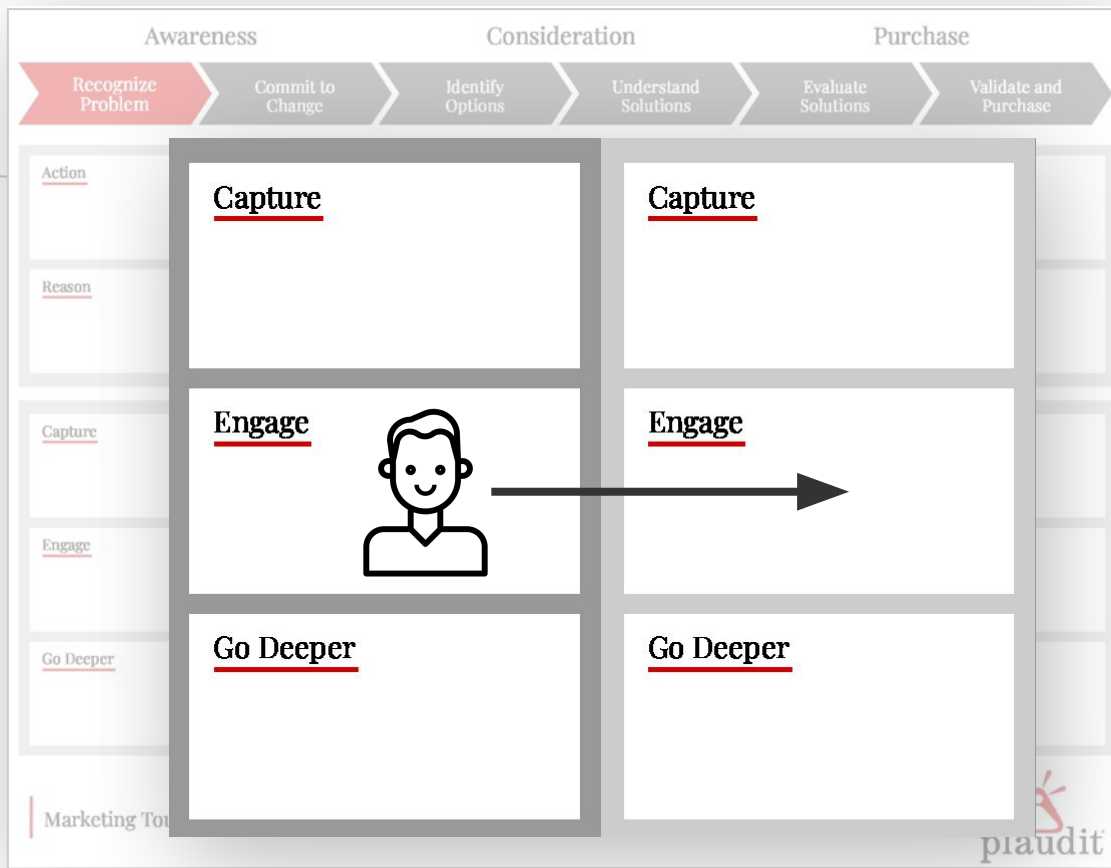 Awareness Consideration Purchase
Recognize Problem
Commit to Change
Identify Options
Understand Solutions
Evaluate Solutions
Validate and Purchase
Action
Reason
Capture
Engage
Go Deeper
Capture
Engage
Go Deeper
Capture
Engage
Go Deeper
Marketing
plaudit